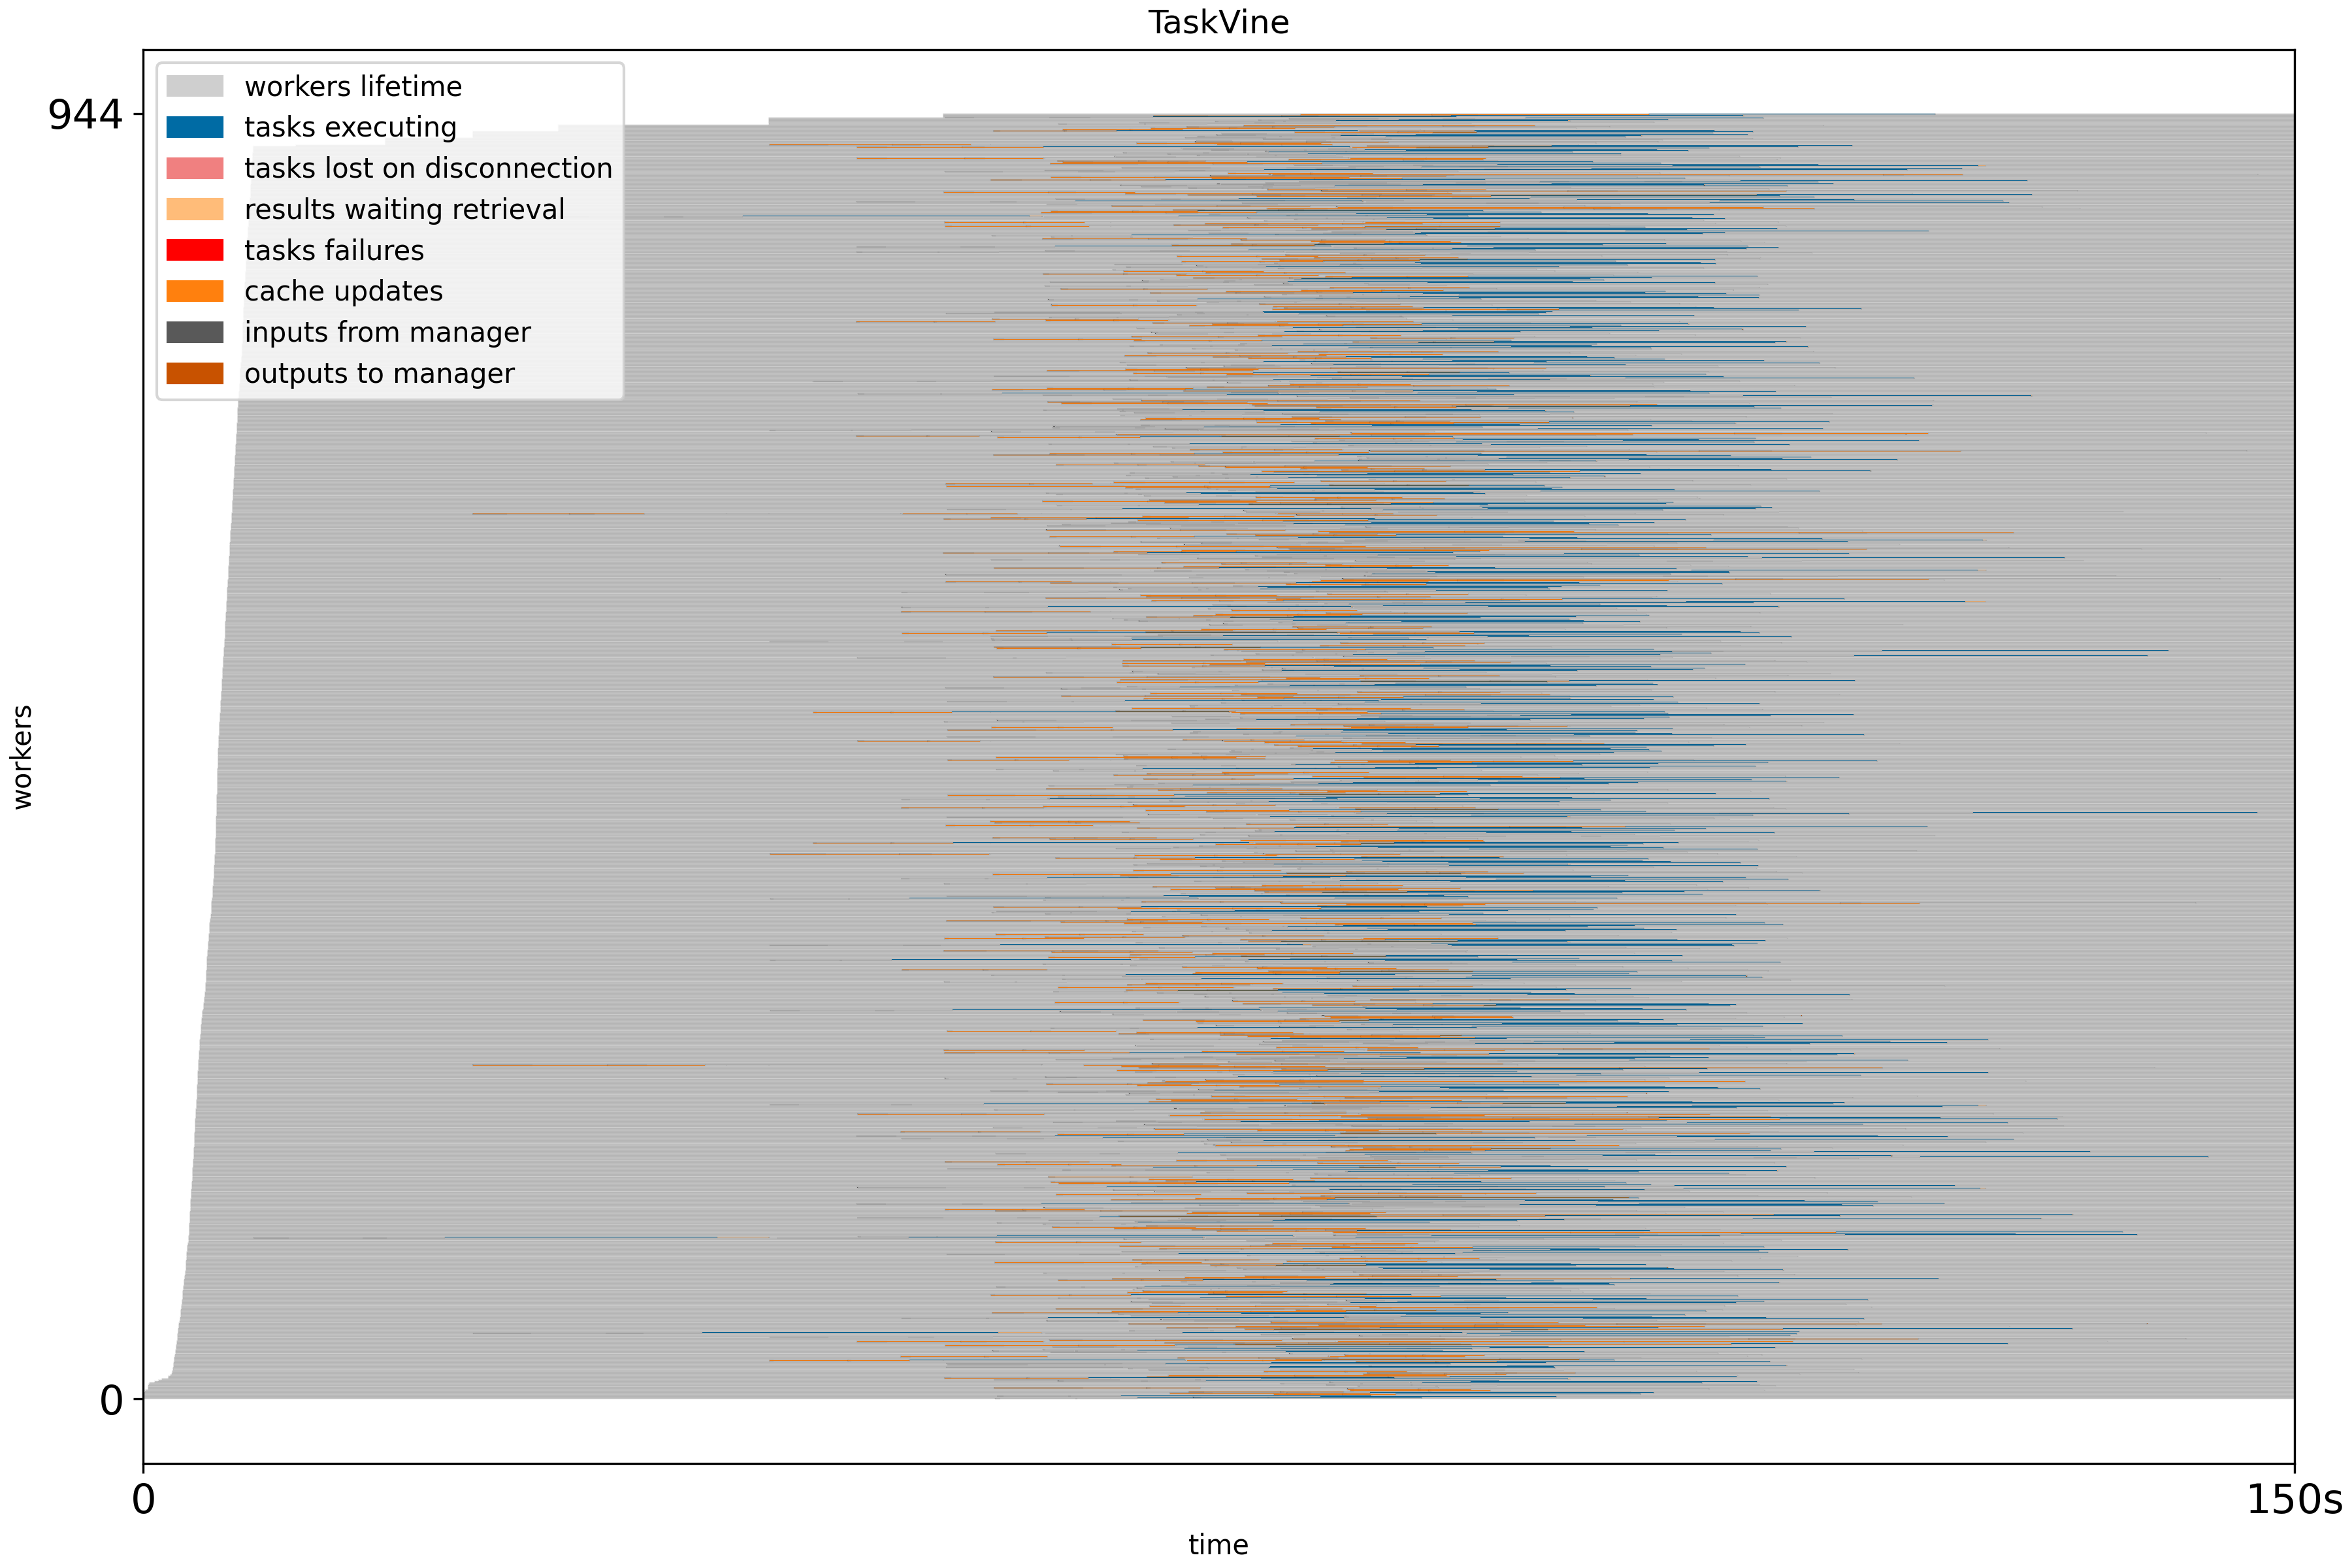 TaskVine
944
workers lifetime
tasks executing
tasks lost on disconnection
results waiting retrieval
tasks failures
cache updates
inputs from manager
outputs to manager
workers
0
0
150s
time